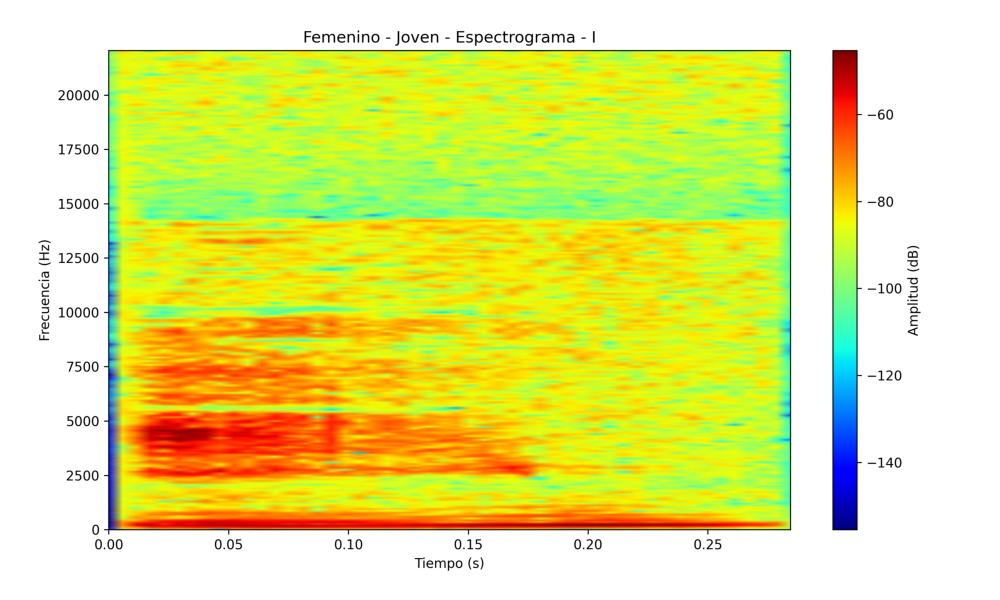 Femenino - Joven - Espectrograma - I
Frecuencia (Hz)
20000
17500
15000
12500
10000
7500
5000
2500
0
0.00 0.05 0.10 0.15 0.20 0.25
Tiempo (s)
−60
−80
−100
−120
−140
Amplitud (dB)